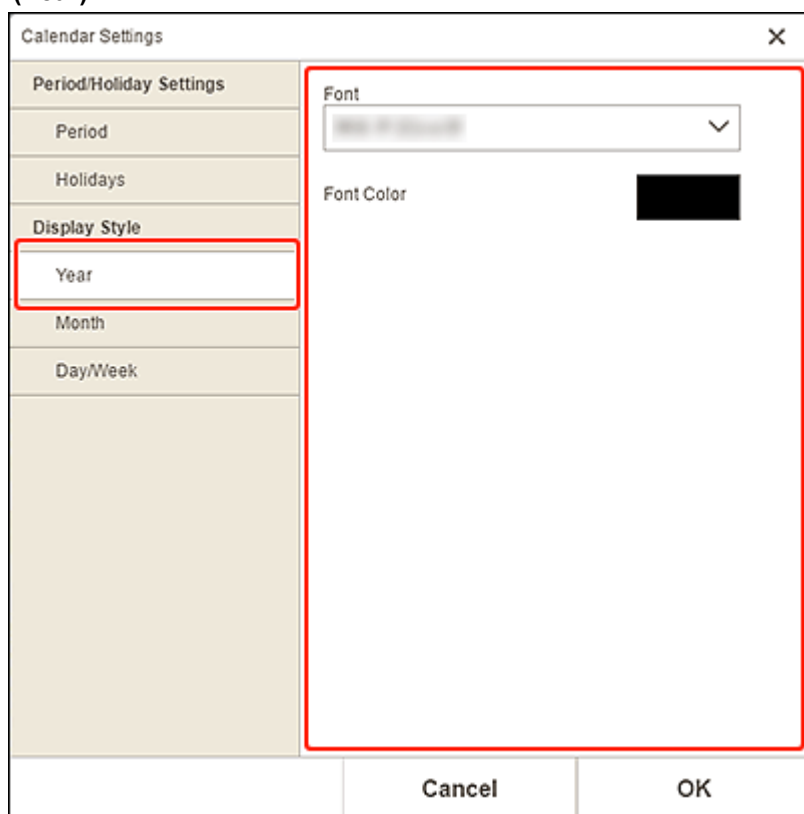 Calendar Settings
Period/Holiday Settings
Period
Holidays
Display Style
Year
Month
Day/Week
Font
Font Color
Cancel
OK